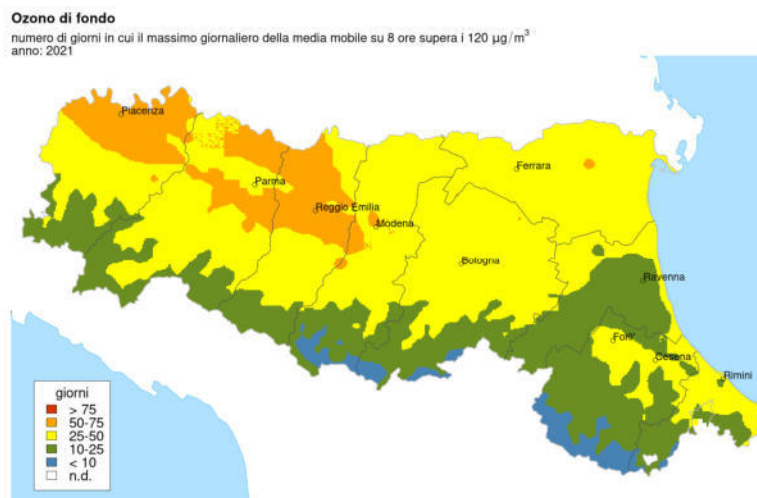 Ozono di fondo
numero di giorni in cui il massimo giornaliero della media mobile su 8 ore supera i 120 µg/m³
anno: 2021
Piacenza
Ferrara
Parma
Reggio Emilia
Modena
Bologna
Ravenna
Forlì
Cesena
Rimini
giorni
> 75
50-75
25-50
10-25
< 10
n.d.